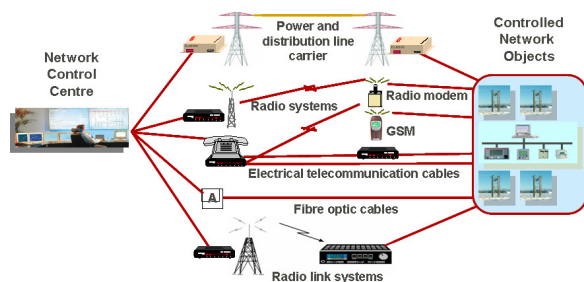 Network
Control
Centre
Power and
distribution line
carrier
Controlled
Network
Objects
Radio systems
Radio modem
GSM
Electrical telecommunication cables
A
Fibre optic cables
Radio link systems